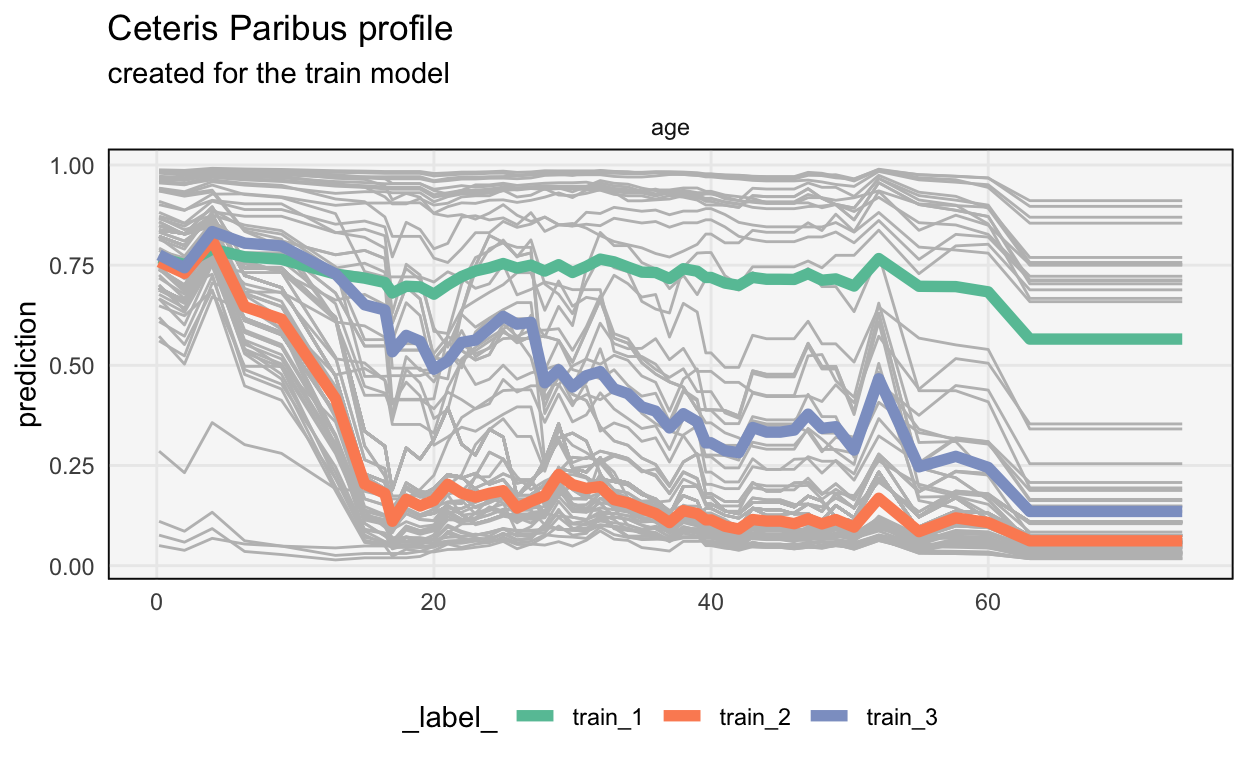 Ceteris Paribus profile
created for the train model
age
1.00
0.75
0.50
0.25
0.00
prediction
0 20 40 60
_label_ train_1 train_2 train_3